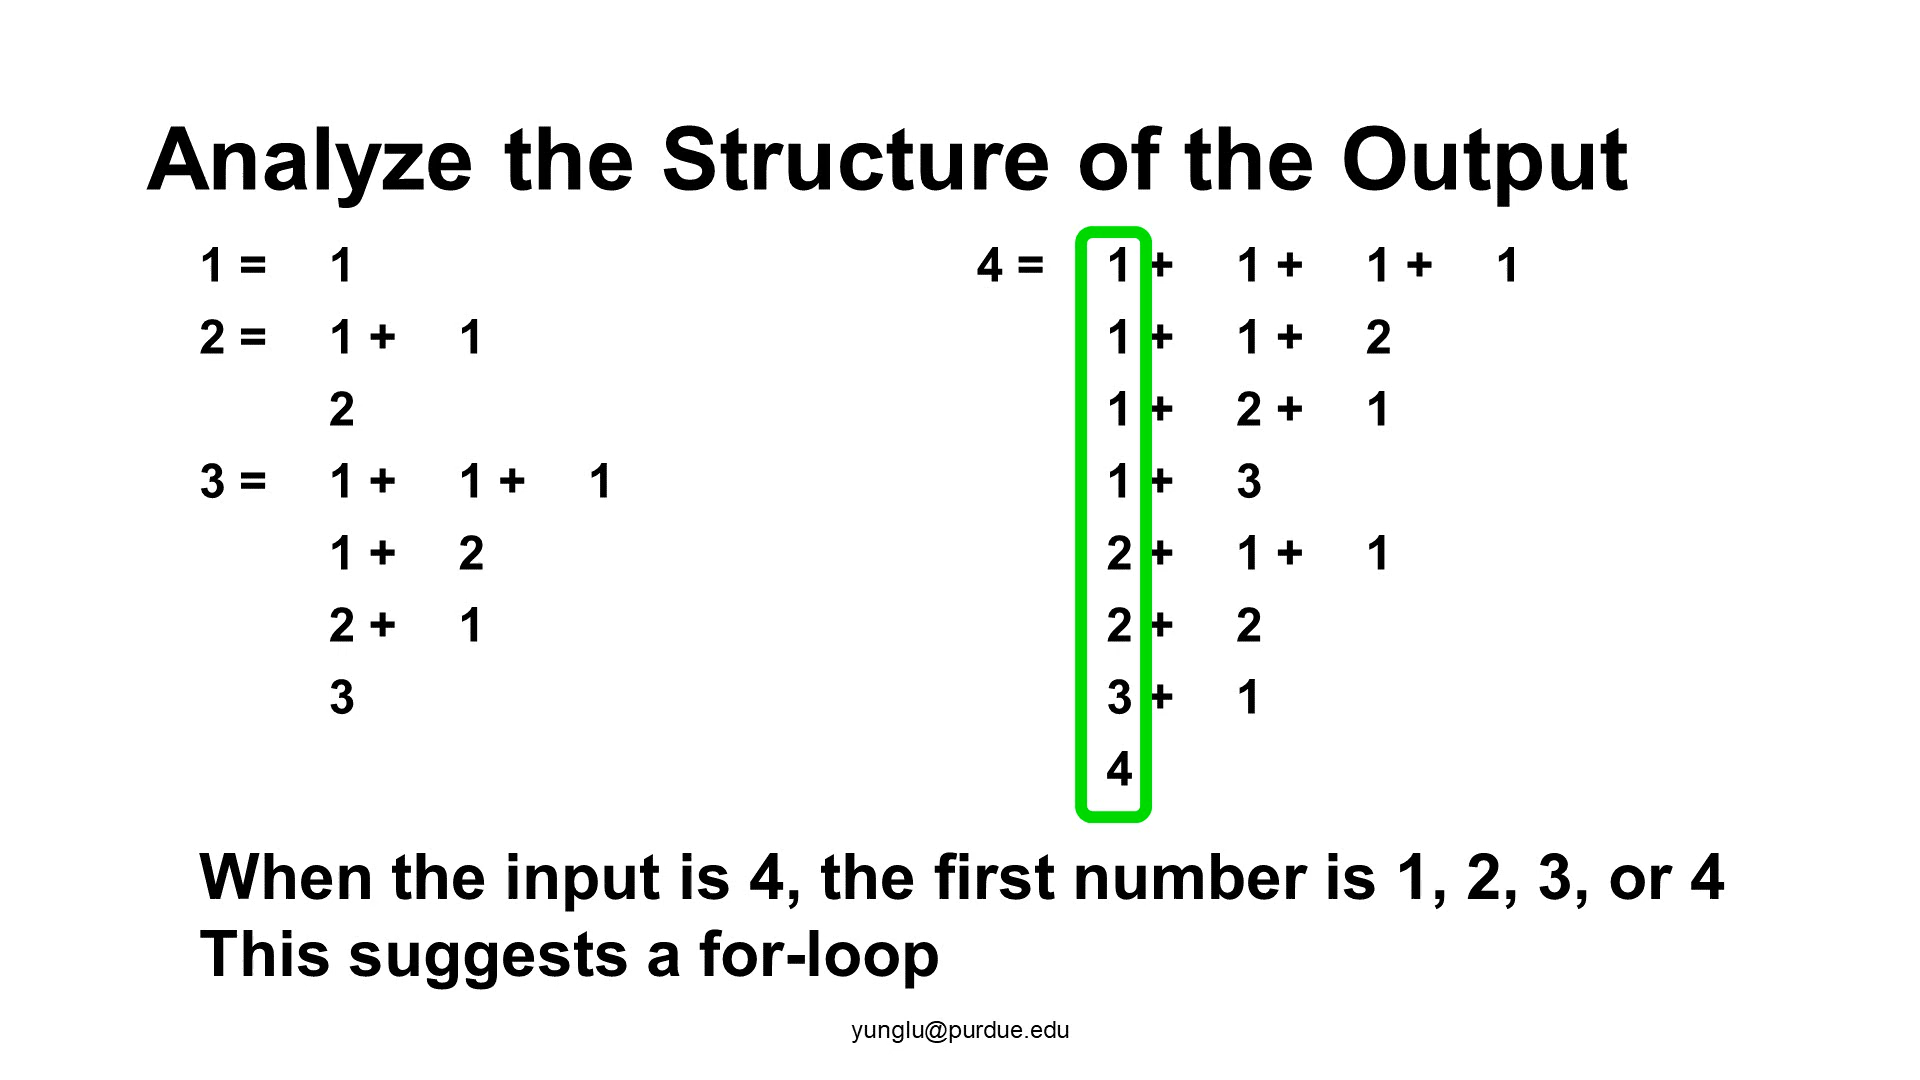 Analyze the Structure of the Output
1 = 1
2 = 1 + 1
2
3 = 1 + 1 + 1
1 + 2
2 + 1
3
4 = 1 + 1 + 1 + 1
1 + 1 + 2
1 + 2 + 1
1 + 3
2 + 1 + 1
2 + 2
3 + 1
4
When the input is 4, the first number is 1, 2, 3, or 4
This suggests a for-loop
yunglu@purdue.edu